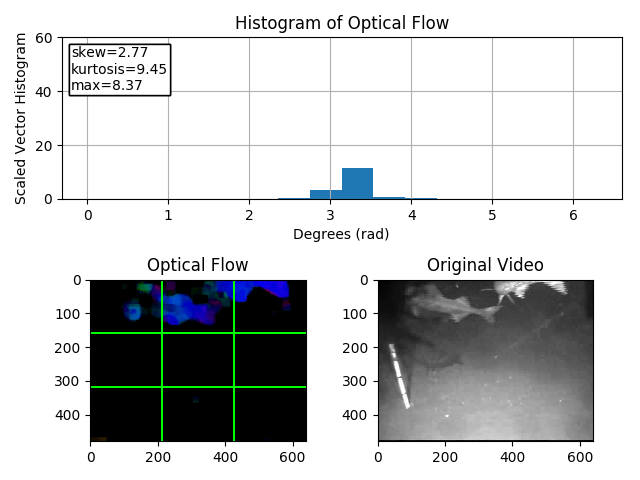 Histogram of Optical Flow
Scaled Vector Histogram
60
40
20
0
skew=2.77
kurtosis=9.45
max=8.37
0 1 2 3 4 5 6
Degrees (rad)
Optical Flow
0
100
200
300
400
0 200 400 600
Original Video
0
100
200
300
400
0 200 400 600